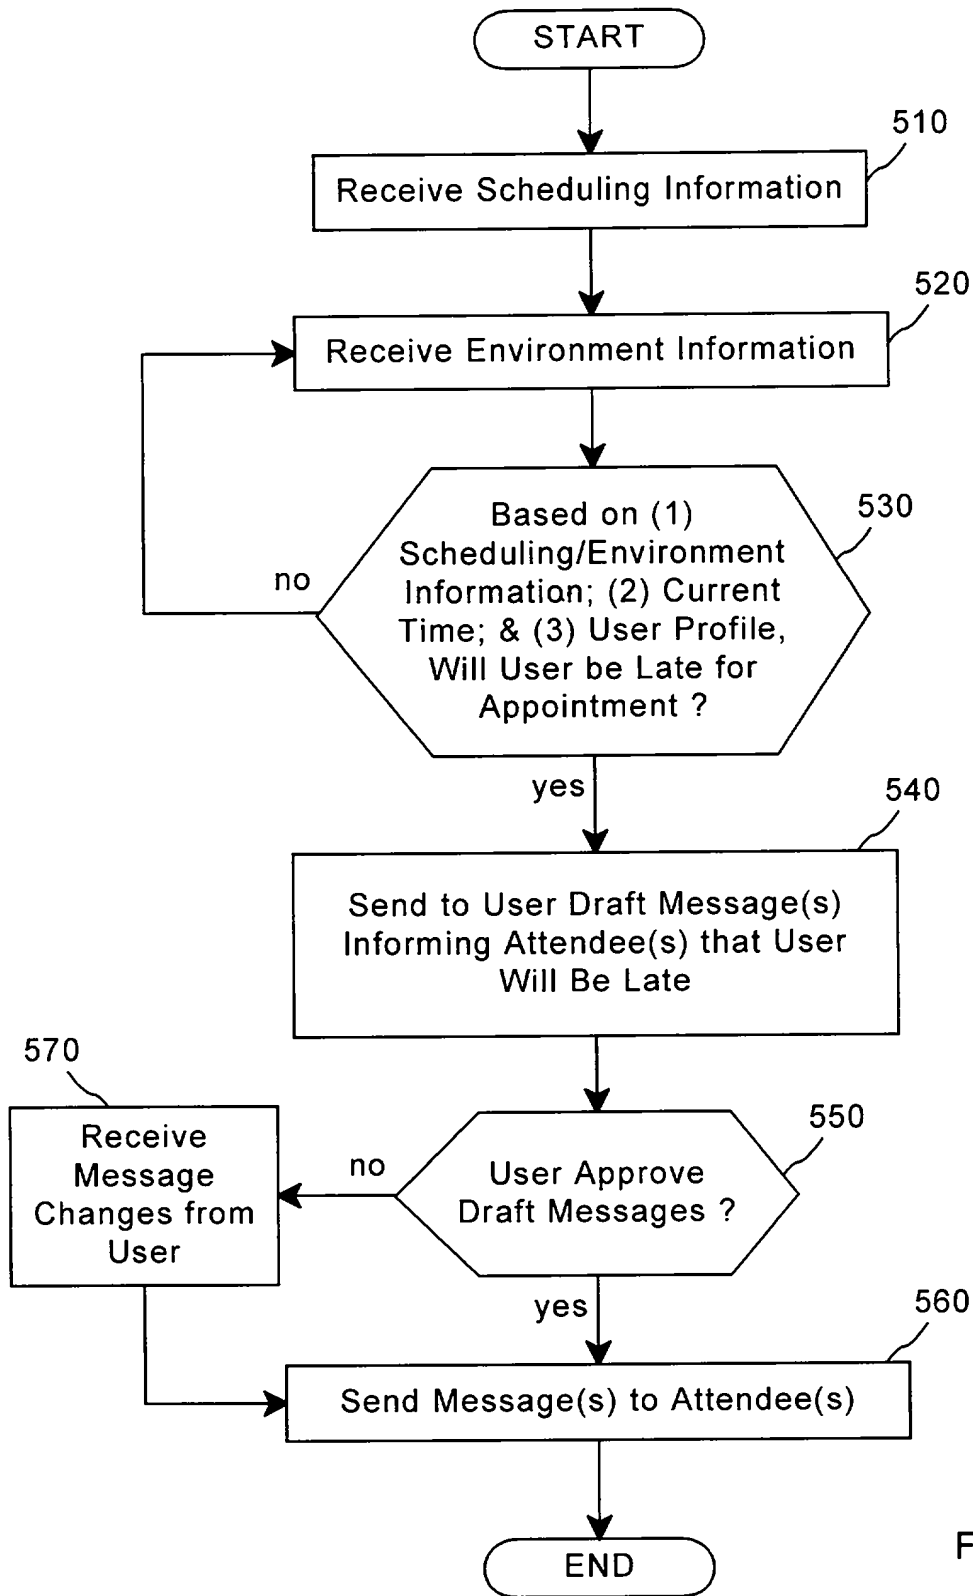 START
510
Receive Scheduling Information
520
Receive Environment Information
530
Based on (1)
Scheduling/Environment
Information; (2) Current
Time; & (3) User Profile,
Will User be Late for
Appointment ?
no
yes
540
Send to User Draft Message(s)
Informing Attendee(s) that User
Will Be Late
570
Receive
Message
Changes from
User
no
550
User Approve
Draft Messages ?
yes
560
Send Message(s) to Attendee(s)
END
F